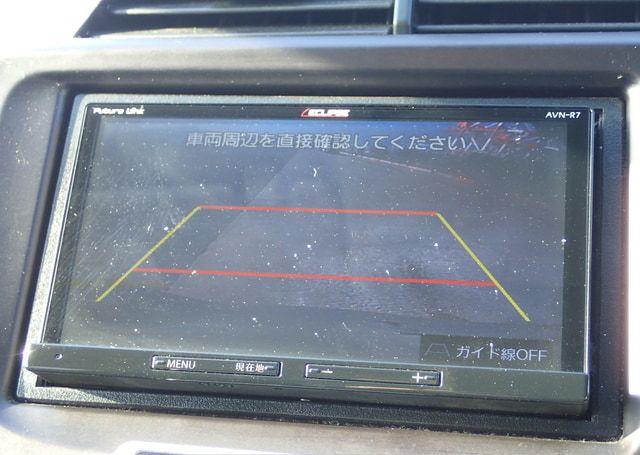 Future Link
ECLIPSE
AVN-R7
車両周辺を直接確認してください
ガイド線OFF
MENU
現在地
−
+